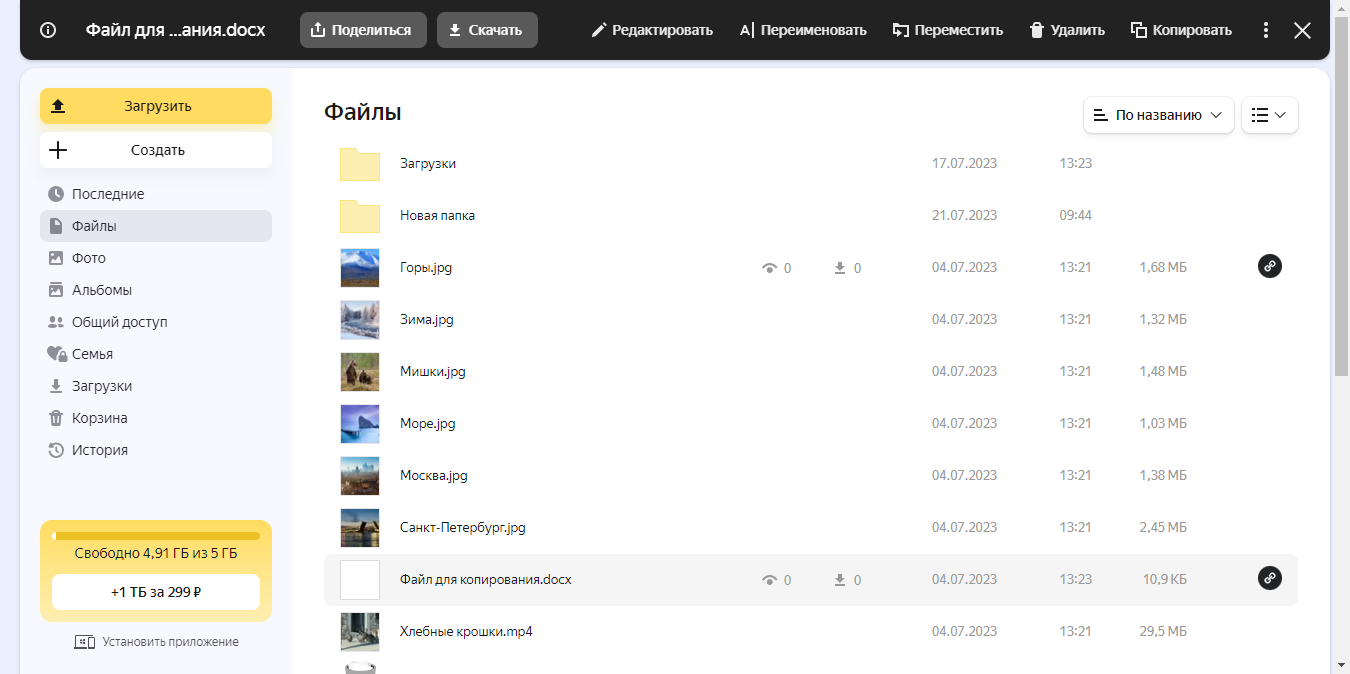 Файл для ...ания.docx Поделиться Скачать Редактировать Переименовать Переместить Удалить Копировать
Загрузить
Создать
Последние
Файлы
Фото
Альбомы
Общий доступ
Семья
Загрузки
Корзина
История
Свободно 4,91 ГБ из 5 ГБ
+1 ТБ за 299 ₽
Установить приложение
Файлы
По названию
Загрузки 17.07.2023 13:23
Новая папка 21.07.2023 09:44
Горы.jpg 0 0 04.07.2023 13:21 1,68 МБ
Зима.jpg 04.07.2023 13:21 1,32 МБ
Мишки.jpg 04.07.2023 13:21 1,48 МБ
Море.jpg 04.07.2023 13:21 1,03 МБ
Москва.jpg 04.07.2023 13:21 1,38 МБ
Санкт-Петербург.jpg 04.07.2023 13:21 2,45 МБ
Файл для копирования.docx 0 0 04.07.2023 13:23 10,9 КБ
Хлебные крошки.mp4 04.07.2023 13:21 29,5 МБ